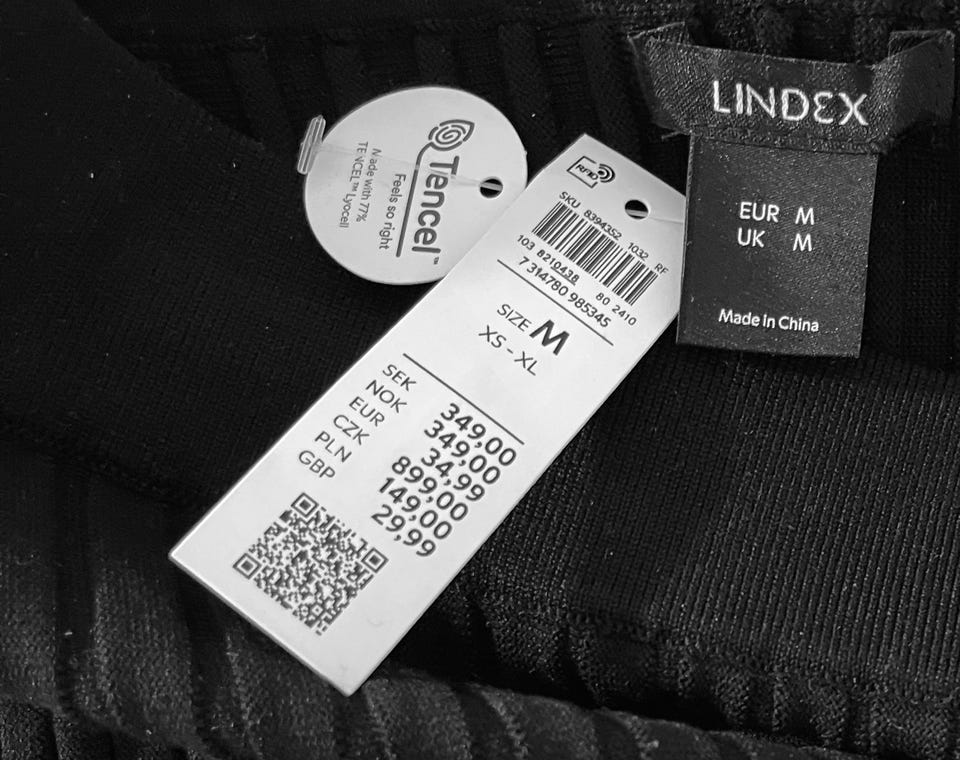 LINDEX
EUR M
UK M
Made in China
Tencel™
Feels so right
Made with 77%
TENCEL™ Lyocell
RFID
SKU 8394352 1032 RF
103 8210438 80 2410
7 314780 985345
SIZE M
XS - XL
SEK 349,00
NOK 349,00
EUR 34,99
CZK 899,00
PLN 149,00
GBP 29,99